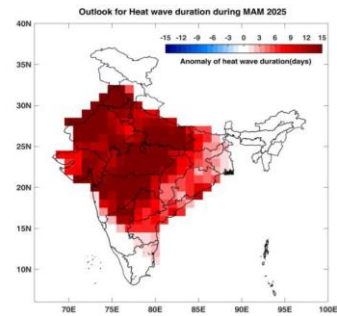 Outlook for Heat wave duration during MAM 2025
-15 -12 -9 -6 -3 0 3 6 9 12 15
Anomaly of heat wave duration(days)
40N
35N
30N
25N
20N
15N
10N
70E 75E 80E 85E 90E 95E 100E